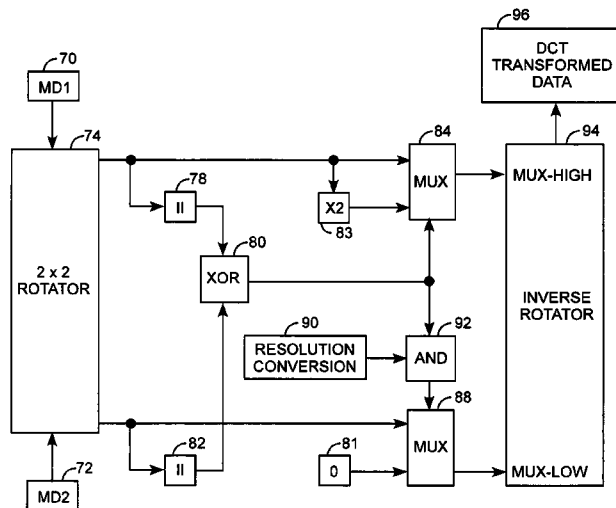 96
DCT
TRANSFORMED
DATA
70
MD1
74
2 x 2
ROTATOR
78
II
80
XOR
X2
83
84
MUX
94
MUX-HIGH
INVERSE
ROTATOR
MUX-LOW
90
RESOLUTION
CONVERSION
92
AND
88
MUX
82
II
81
0
72
MD2